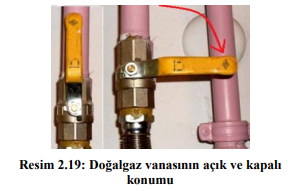 Resim 2.19: Doğalgaz vanasının açık ve kapalı
konumu